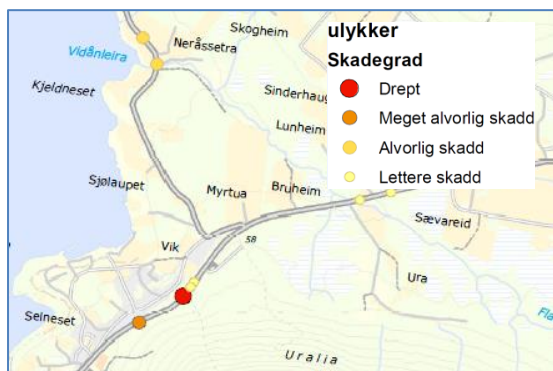 ulykker
Skadegrad
Drept
Meget alvorlig skadd
Alvorlig skadd
Lettere skadd
Skogheim
Neråssetra
Vidånleira
Kjeldneset
Sinderhaug
Lunheim
Sjølaupet
Myrtua
Bruheim
Sævareid
Vik
58
Ura
Selneset
Uralia